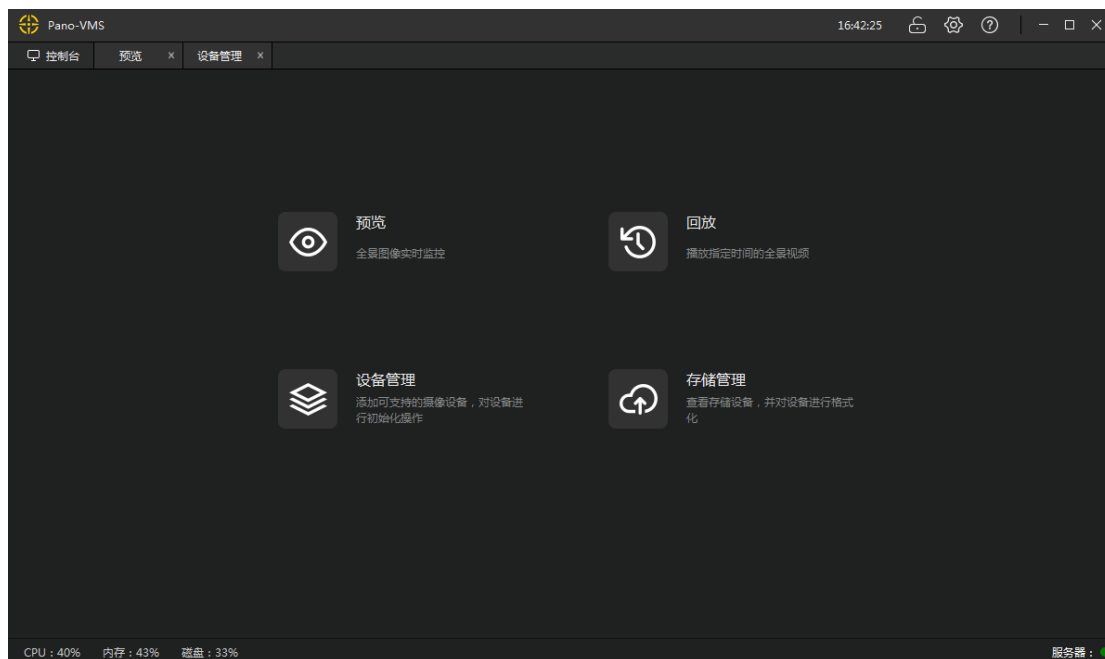 Pano-VMS
16:42:25
控制台 预览 × 设备管理 ×
预览
全景图像实时监控
回放
播放指定时间的全景视频
设备管理
添加可支持的摄像设备，对设备进
行初始化操作
存储管理
查看存储设备，并对设备进行格式
化
CPU：40% 内存：43% 磁盘：33%
服务器：